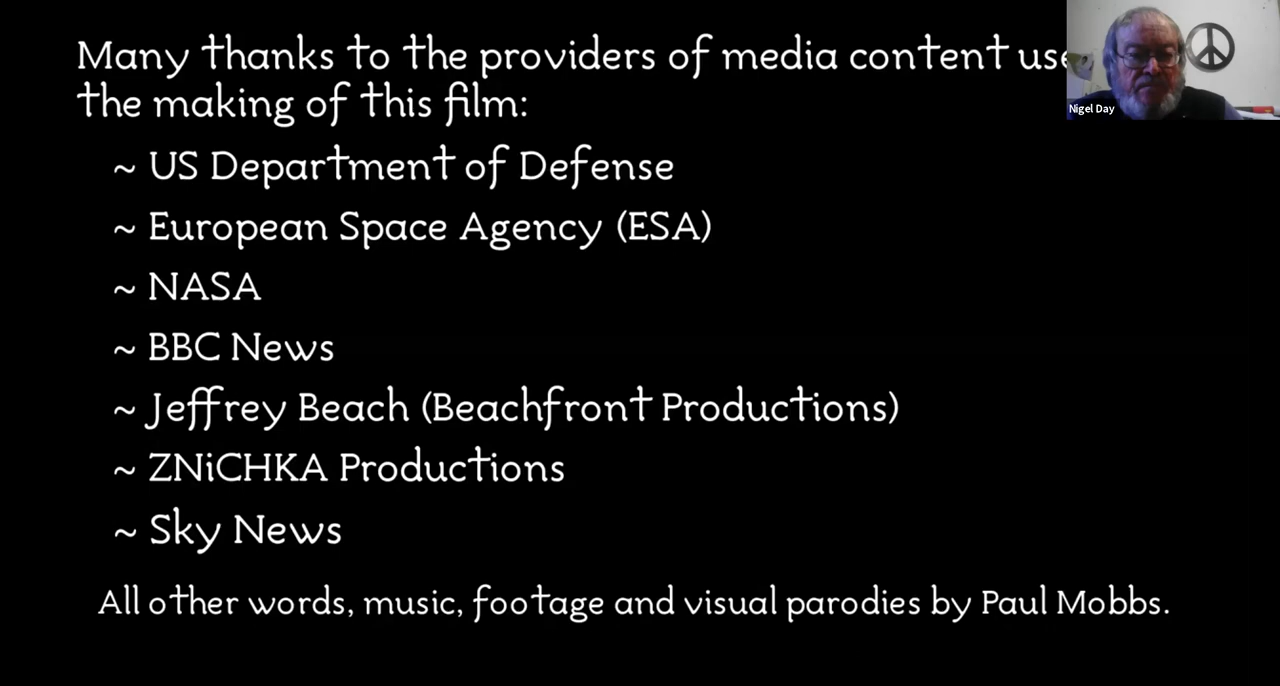 Many thanks to the providers of media content use
the making of this film:
~ US Department of Defense
~ European Space Agency (ESA)
~ NASA
~ BBC News
~ Jeffrey Beach (Beachfront Productions)
~ ZNiCHKA Productions
~ Sky News
All other words, music, footage and visual parodies by Paul Mobbs.
Nigel Day